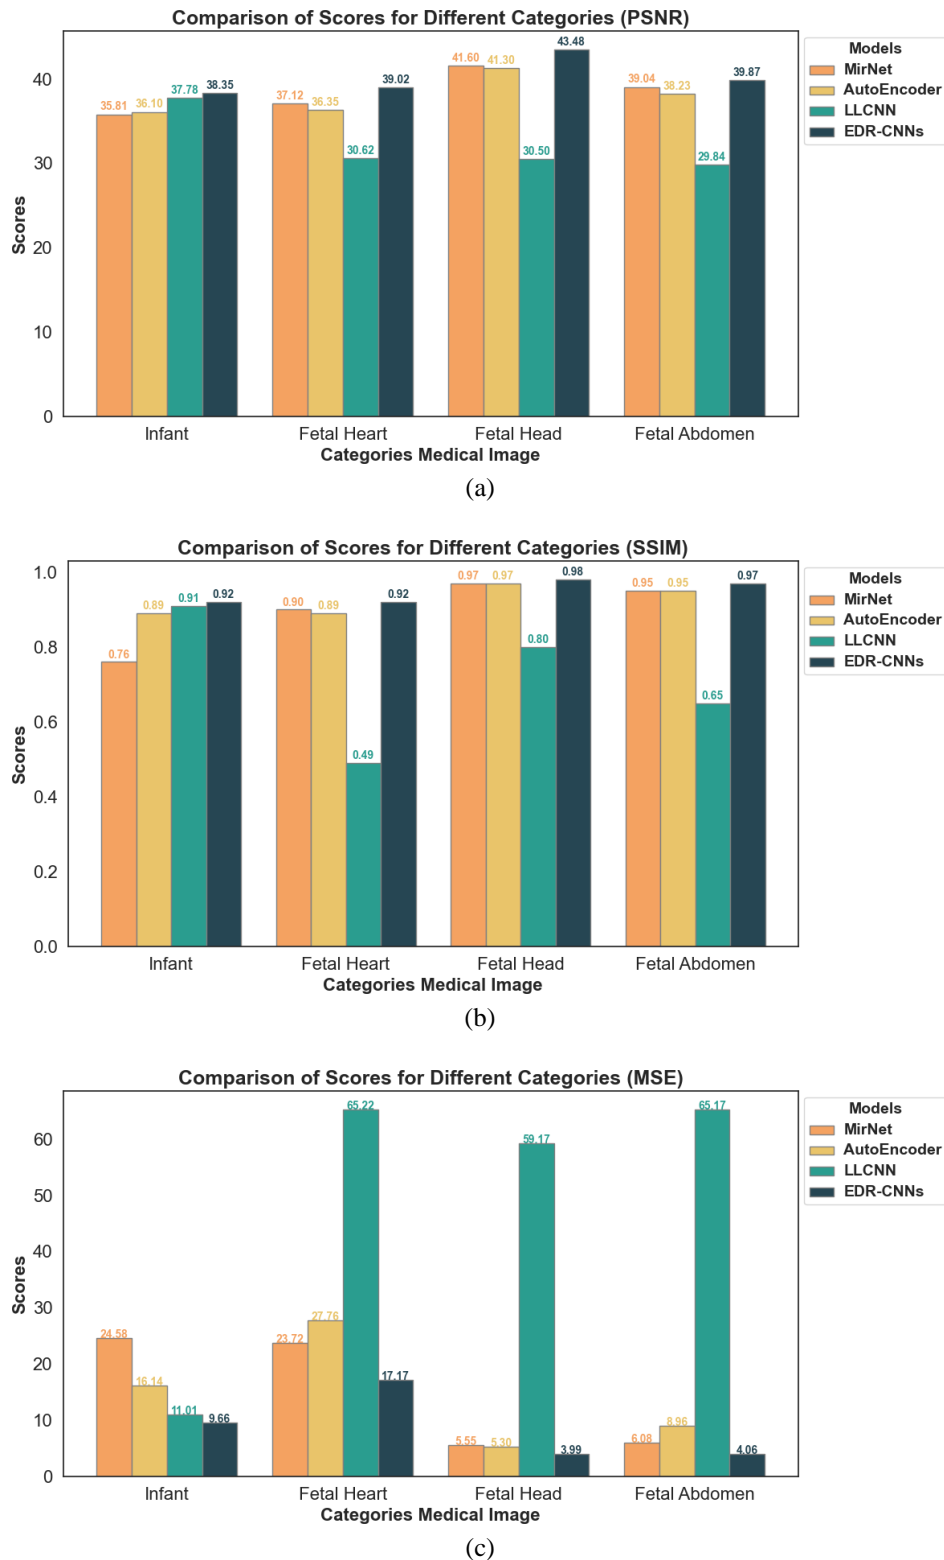 Comparison of Scores for Different Categories (PSNR)
Models
MirNet
AutoEncoder
LLCNN
EDR-CNNs
Scores
40
30
20
10
0
35.81 36.10 37.78 38.35
37.12 36.35 30.62 39.02
41.60 41.30 30.50 43.48
39.04 38.23 29.84 39.87
Infant Fetal Heart Fetal Head Fetal Abdomen
Categories Medical Image
(a)
Comparison of Scores for Different Categories (SSIM)
Models
MirNet
AutoEncoder
LLCNN
EDR-CNNs
Scores
1.0
0.8
0.6
0.4
0.2
0.0
0.76 0.89 0.91 0.92
0.90 0.89 0.49 0.92
0.97 0.97 0.80 0.98
0.95 0.95 0.65 0.97
Infant Fetal Heart Fetal Head Fetal Abdomen
Categories Medical Image
(b)
Comparison of Scores for Different Categories (MSE)
Models
MirNet
AutoEncoder
LLCNN
EDR-CNNs
Scores
60
50
40
30
20
10
0
24.58 16.14 11.01 9.66
23.72 27.76 65.22 17.17
5.55 5.30 59.17 3.99
6.08 8.96 65.17 4.06
Infant Fetal Heart Fetal Head Fetal Abdomen
Categories Medical Image
(c)